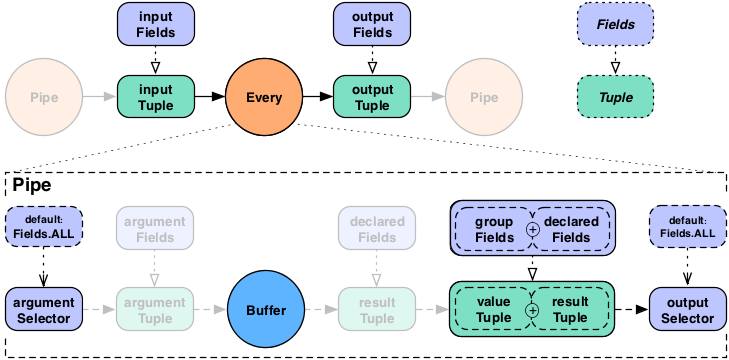 input
Fields
output
Fields
Fields
Pipe
input
Tuple
Every
output
Tuple
Pipe
Tuple
Pipe
default:
Fields.ALL
argument
Fields
declared
Fields
group
Fields
+
declared
Fields
default:
Fields.ALL
argument
Selector
argument
Tuple
Buffer
result
Tuple
value
Tuple
+
result
Tuple
output
Selector